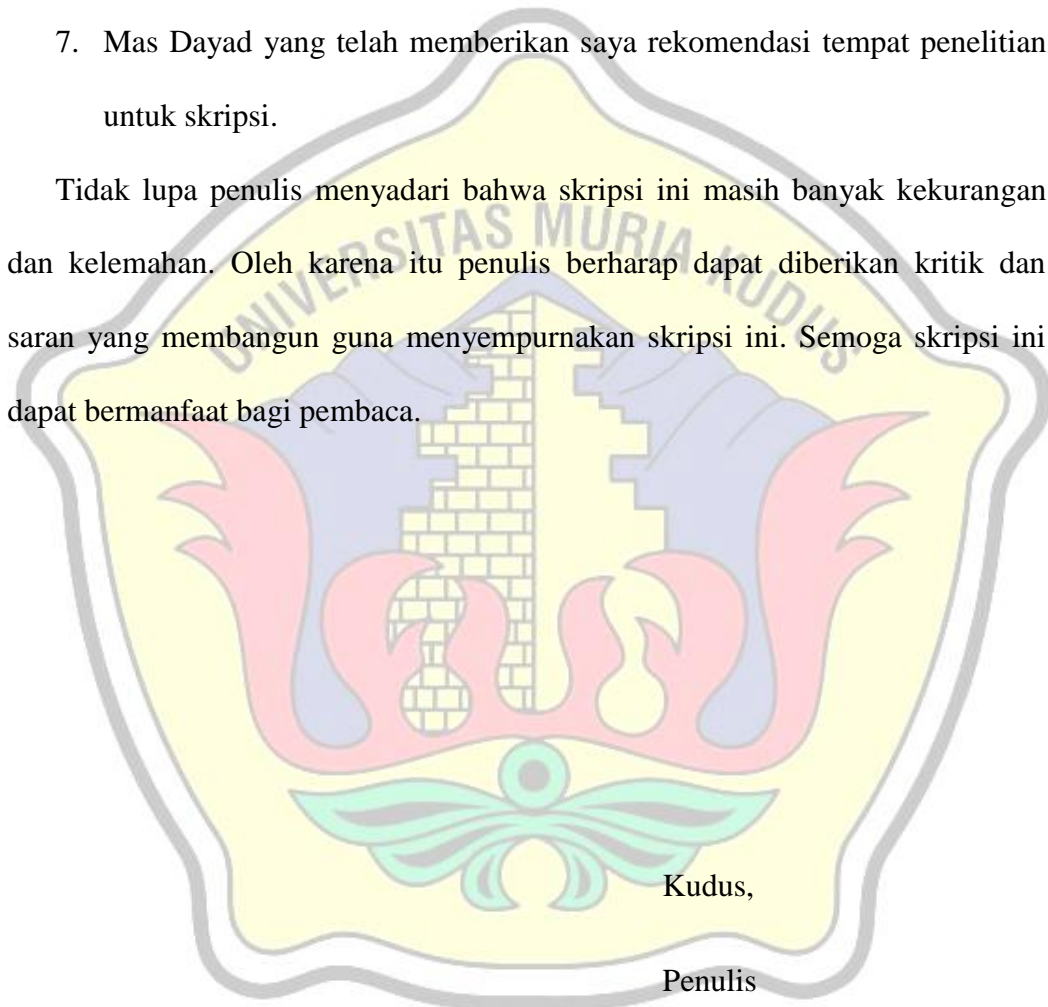 7. Mas Dayad yang telah memberikan saya rekomendasi tempat penelitian
untuk skripsi.
Tidak lupa penulis menyadari bahwa skripsi ini masih banyak kekurangan
UNIVERSITAS MURIA KUDUS
dan kelemahan. Oleh karena itu penulis berharap dapat diberikan kritik dan
saran yang membangun guna menyempurnakan skripsi ini. Semoga skripsi ini
dapat bermanfaat bagi pembaca.
Kudus,
Penulis